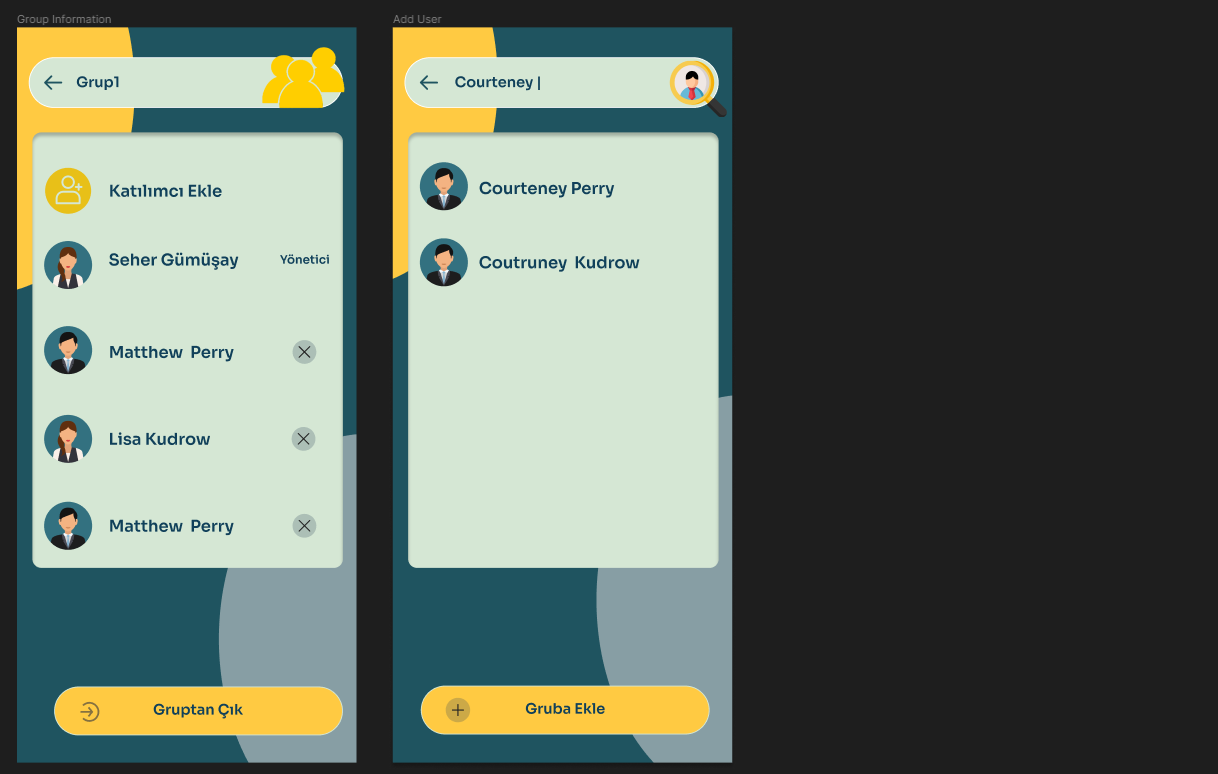 Group Information
Grup1
Katılımcı Ekle
Seher Gümüşay
Yönetici
Matthew Perry
Lisa Kudrow
Matthew Perry
Gruptan Çık
Add User
Courteney |
Courteney Perry
Coutruney Kudrow
Gruba Ekle